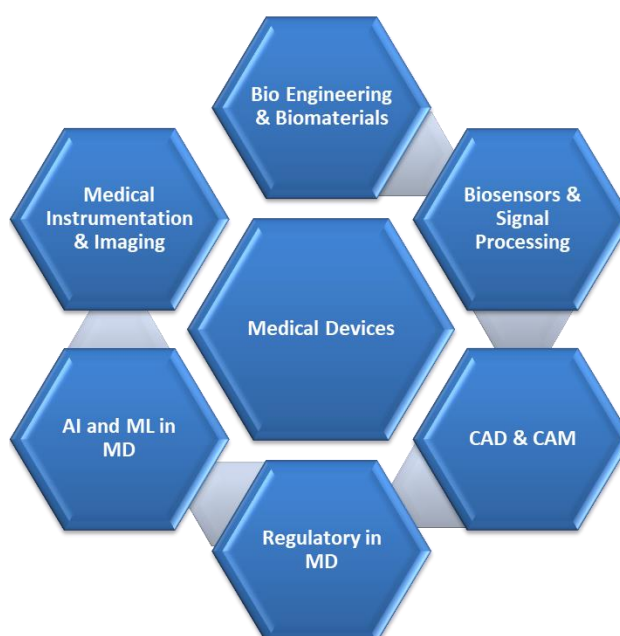 Bio Engineering
& Biomaterials
Biosensors &
Signal
Processing
CAD & CAM
Regulatory in
MD
AI and ML in
MD
Medical
Instrumentation
& Imaging
Medical Devices